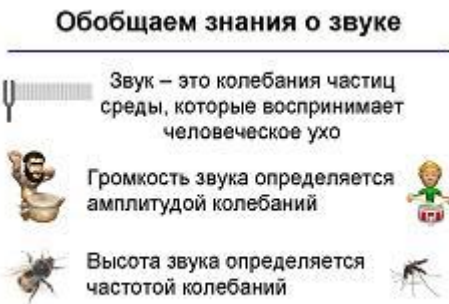 Обобщаем знания о звуке
Звук – это колебания частиц
среды, которые воспринимает
человеческое ухо
Громкость звука определяется
амплитудой колебаний
Высота звука определяется
частотой колебаний